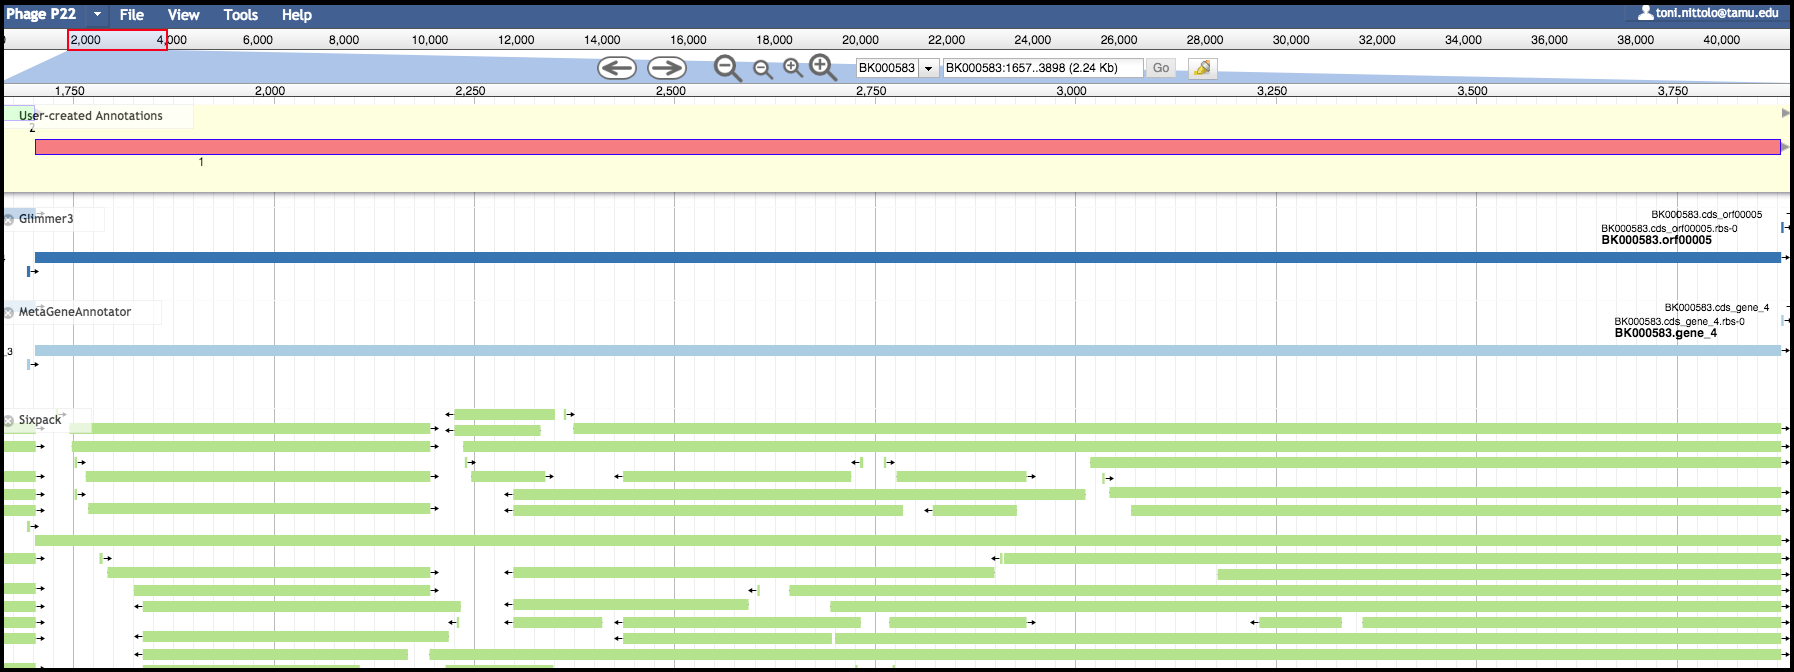 Phage P22 File View Tools Help toni.nittolo@tamu.edu
0 2,000 4,000 6,000 8,000 10,000 12,000 14,000 16,000 18,000 20,000 22,000 24,000 26,000 28,000 30,000 32,000 34,000 36,000 38,000 40,000
BK000583 BK000583:1657..3898 (2.24 Kb) Go
1,750 2,000 2,250 2,500 2,750 3,000 3,250 3,500 3,750
User-created Annotations
2
1
Glimmer3
BK000583.cds_orf00005
BK000583.cds_orf00005.rbs-0
BK000583.orf00005
MetaGeneAnnotator
BK000583.cds_gene_4
BK000583.cds_gene_4.rbs-0
BK000583.gene_4
_3
Sixpack